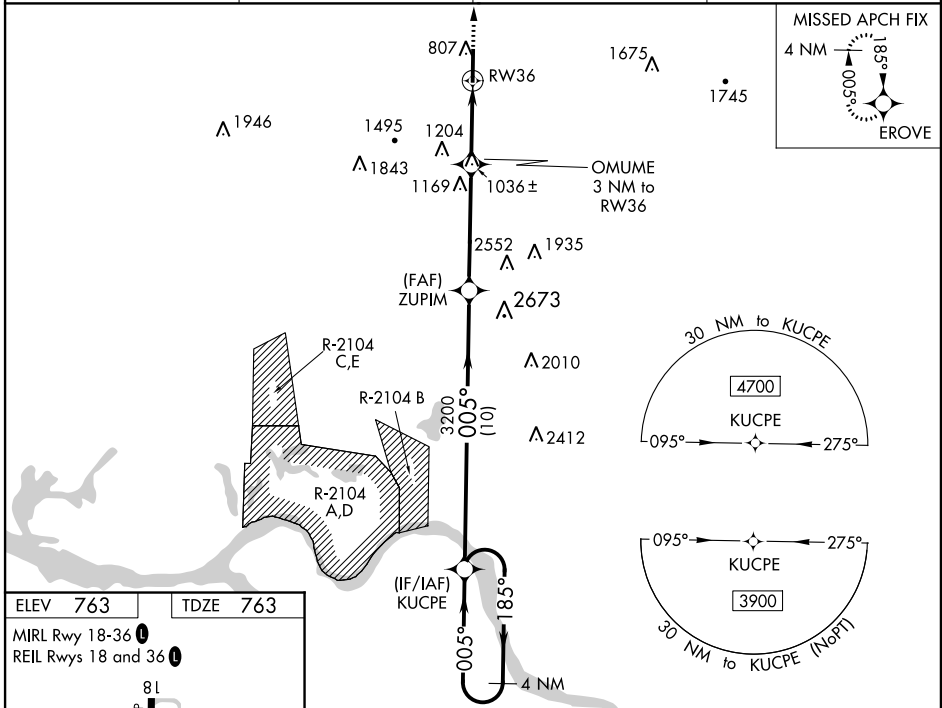 MISSED APCH FIX
4 NM
185°
005°
EROVE
807
RW36
1675
1745
1946
1495
1204
1843
1169
1036±
OMUME
3 NM to
RW36
2552
1935
(FAF)
ZUPIM
2673
R-2104
C,E
2010
R-2104 B
3200
005°
(10)
2412
30 NM to KUCPE
4700
KUCPE
095°
275°
R-2104
A,D
095°
275°
KUCPE
3900
30 NM to KUCPE (NoPT)
(IF/IAF)
KUCPE
185°
005°
4 NM
ELEV 763
TDZE 763
MIRL Rwy 18-36 L
REIL Rwys 18 and 36 L
18